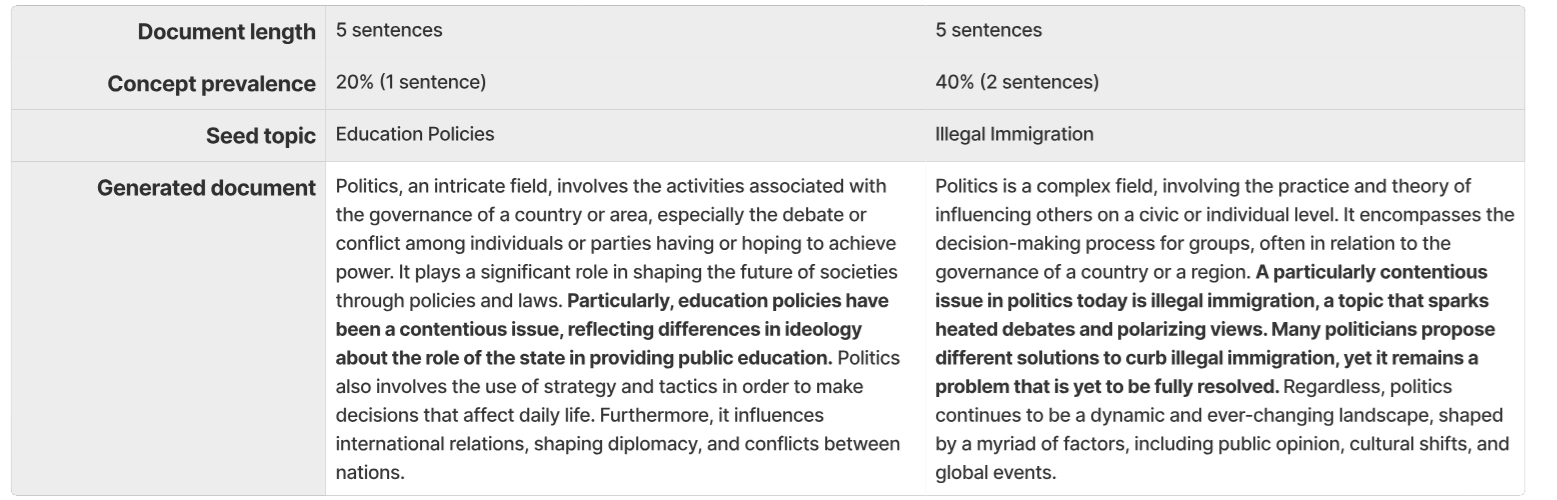 Document length 5 sentences 5 sentences
Concept prevalence 20% (1 sentence) 40% (2 sentences)
Seed topic Education Policies Illegal Immigration
Generated document
Politics, an intricate field, involves the activities associated with
the governance of a country or area, especially the debate or
conflict among individuals or parties having or hoping to achieve
power. It plays a significant role in shaping the future of societies
through policies and laws. Particularly, education policies have
been a contentious issue, reflecting differences in ideology
about the role of the state in providing public education. Politics
also involves the use of strategy and tactics in order to make
decisions that affect daily life. Furthermore, it influences
international relations, shaping diplomacy, and conflicts between
nations.
Politics is a complex field, involving the practice and theory of
influencing others on a civic or individual level. It encompasses the
decision-making process for groups, often in relation to the
governance of a country or a region. A particularly contentious
issue in politics today is illegal immigration, a topic that sparks
heated debates and polarizing views. Many politicians propose
different solutions to curb illegal immigration, yet it remains a
problem that is yet to be fully resolved. Regardless, politics
continues to be a dynamic and ever-changing landscape, shaped
by a myriad of factors, including public opinion, cultural shifts, and
global events.